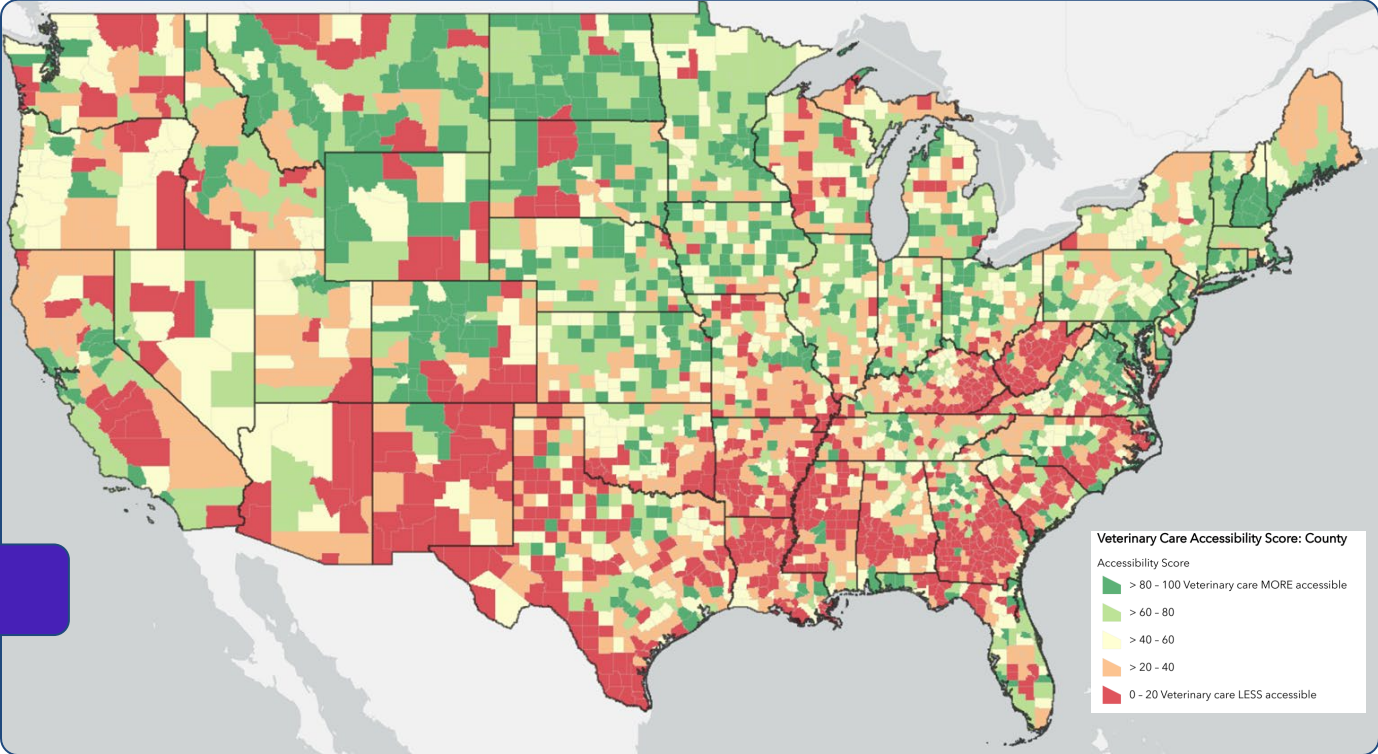 Veterinary Care Accessibility Score: County
Accessibility Score
> 80 – 100 Veterinary care MORE accessible
> 60 – 80
> 40 – 60
> 20 – 40
0 – 20 Veterinary care LESS accessible